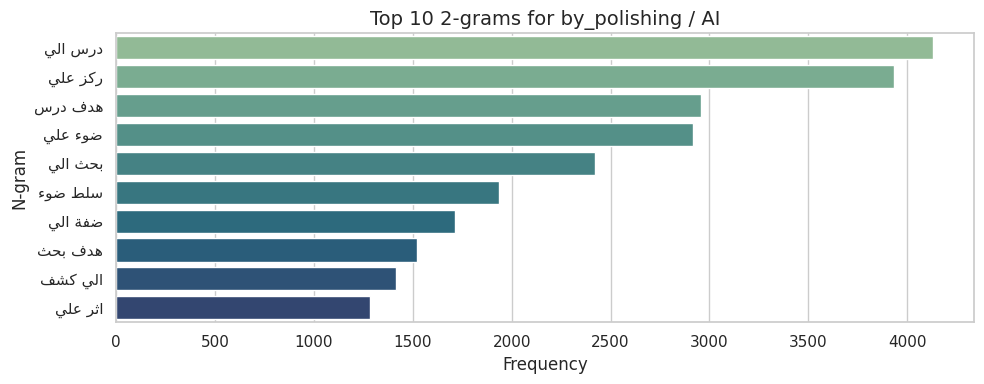 Top 10 2-grams for by_polishing / AI
N-gram
درس الي
ركز علي
هدف درس
ضوء علي
بحث الي
سلط ضوء
ضفة الي
هدف بحث
الي كشف
اثر علي
0 500 1000 1500 2000 2500 3000 3500 4000
Frequency